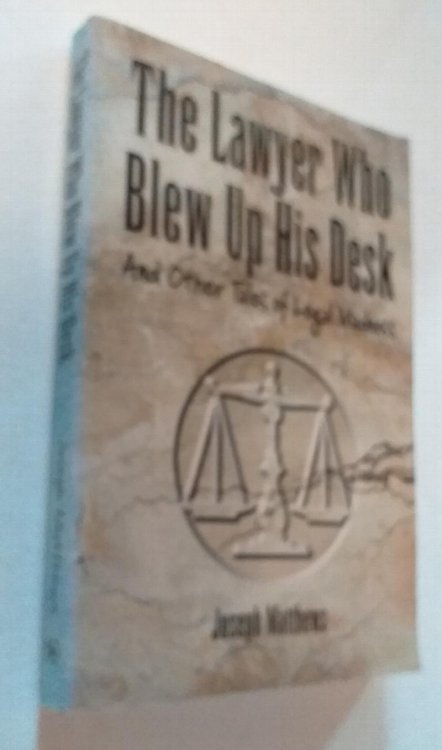 The Lawyer Who
Blew Up His Desk
And Other Tales of Legal Madness
Joseph Matthews